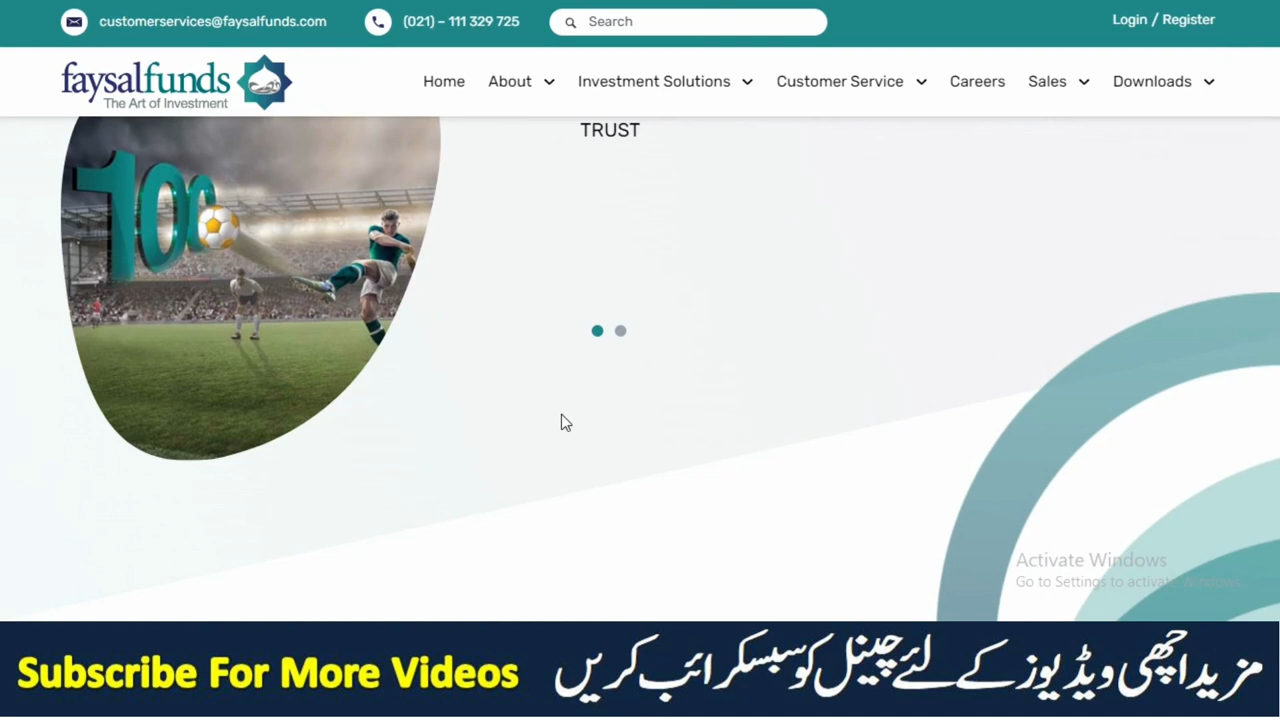 customerservices@faysalfunds.com
(021) – 111 329 725
Search
Login / Register
faysalfunds
The Art of Investment
Home
About
Investment Solutions
Customer Service
Careers
Sales
Downloads
TRUST
100
Activate Windows
Go to Settings to activate Windows.
Subscribe For More Videos
مزید اچھی ویڈیوز کے لئے چینل کو سبسکرائب کریں